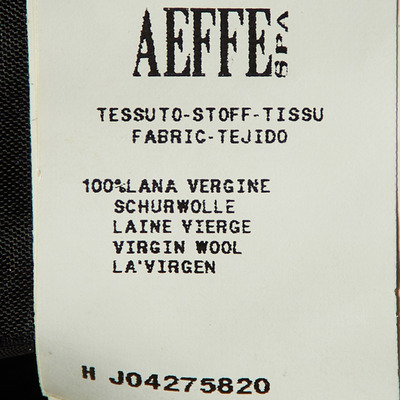 AEFFE SPA
TESSUTO-STOFF-TISSU
FABRIC-TEJIDO
100%LANA VERGINE
SCHURWOLLE
LAINE VIERGE
VIRGIN WOOL
LA'VIRGEN
H J04275820